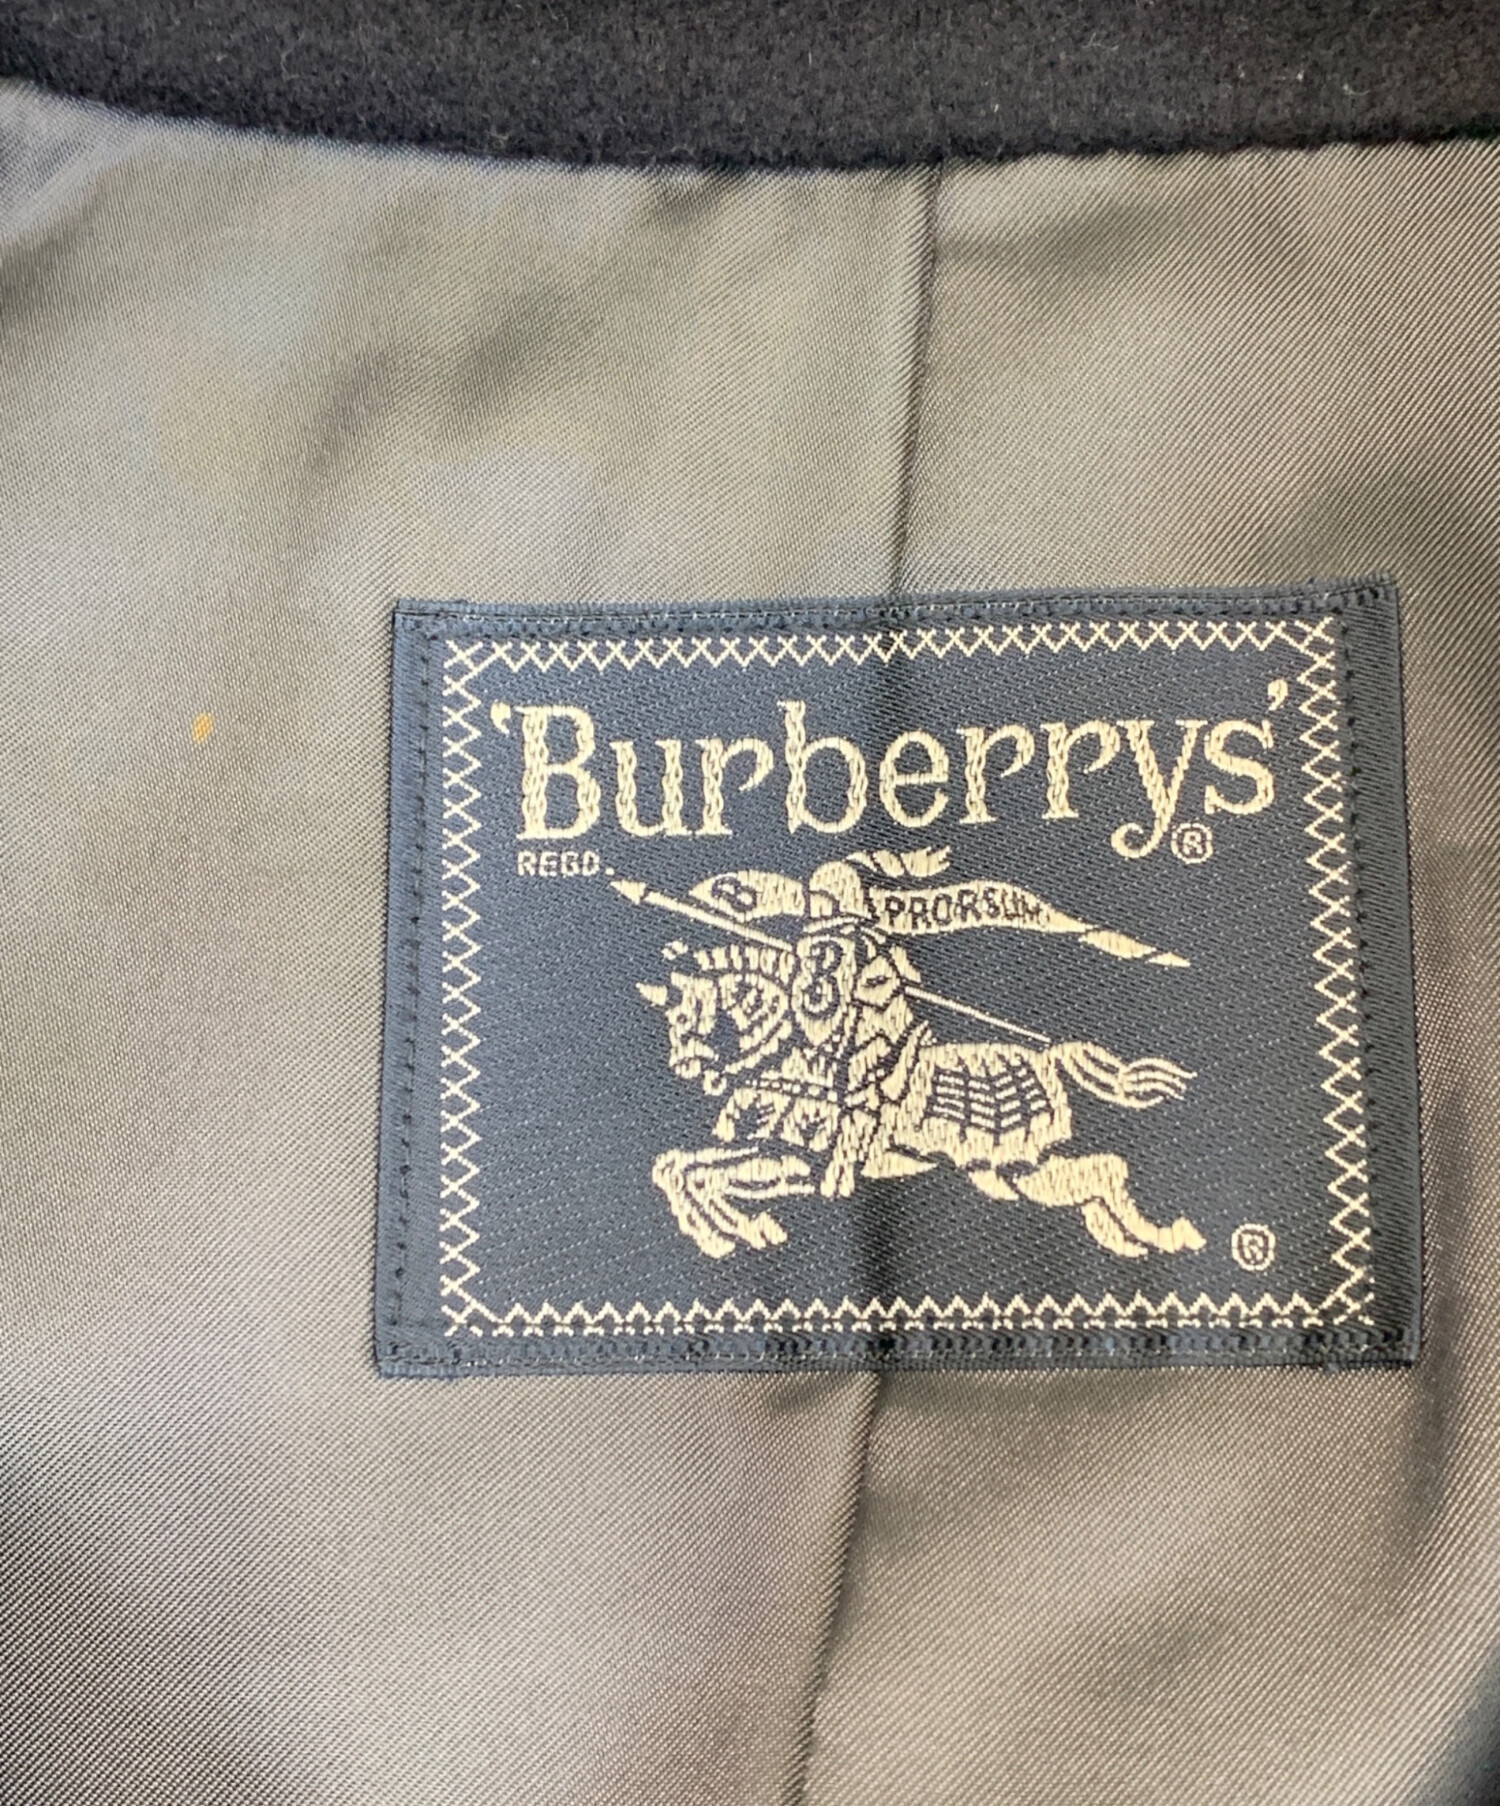 'Burberrys'®
REGD.
B PRORSUM
B
®